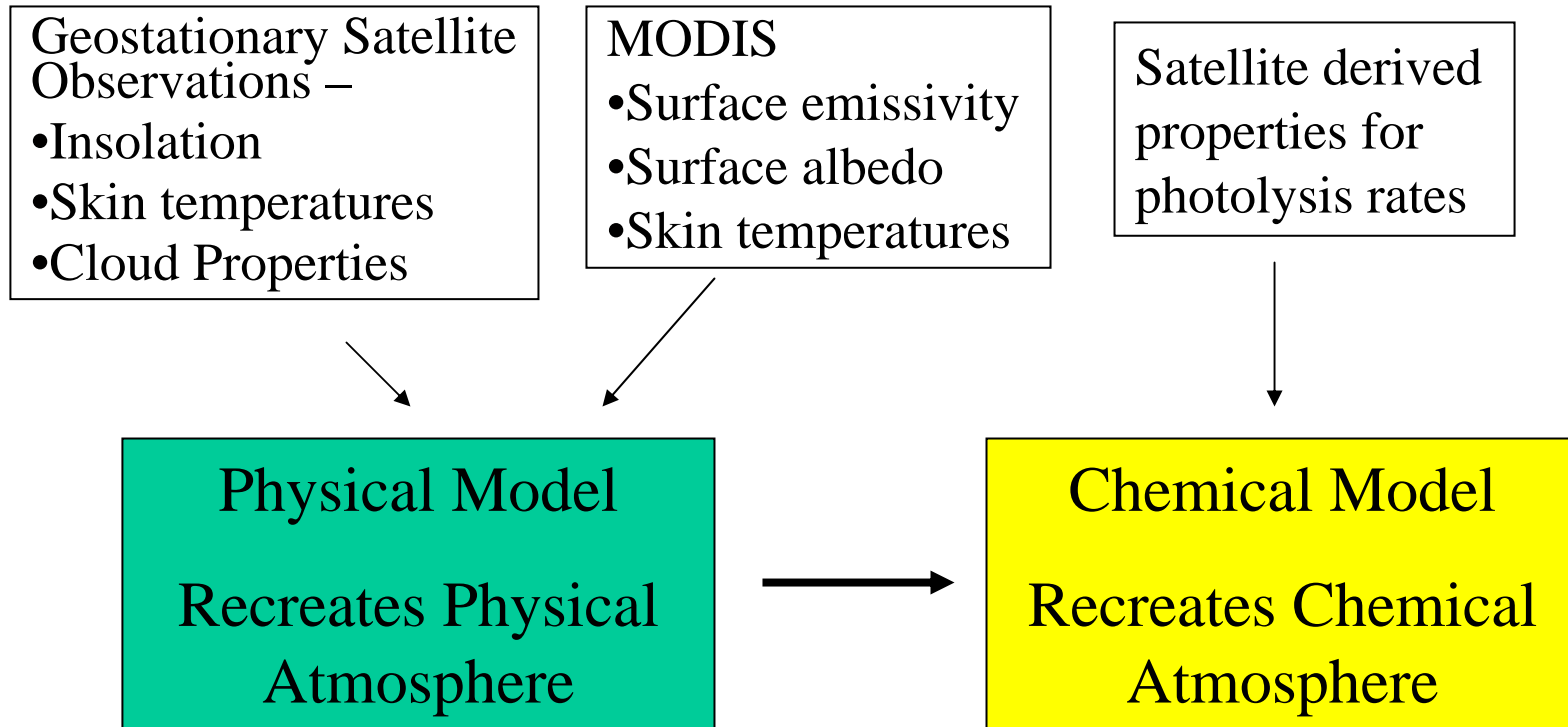 Geostationary Satellite
Observations –
•Insolation
•Skin temperatures
•Cloud Properties
MODIS
•Surface emissivity
•Surface albedo
•Skin temperatures
Satellite derived
properties for
photolysis rates
Physical Model
Recreates Physical
Atmosphere
Chemical Model
Recreates Chemical
Atmosphere